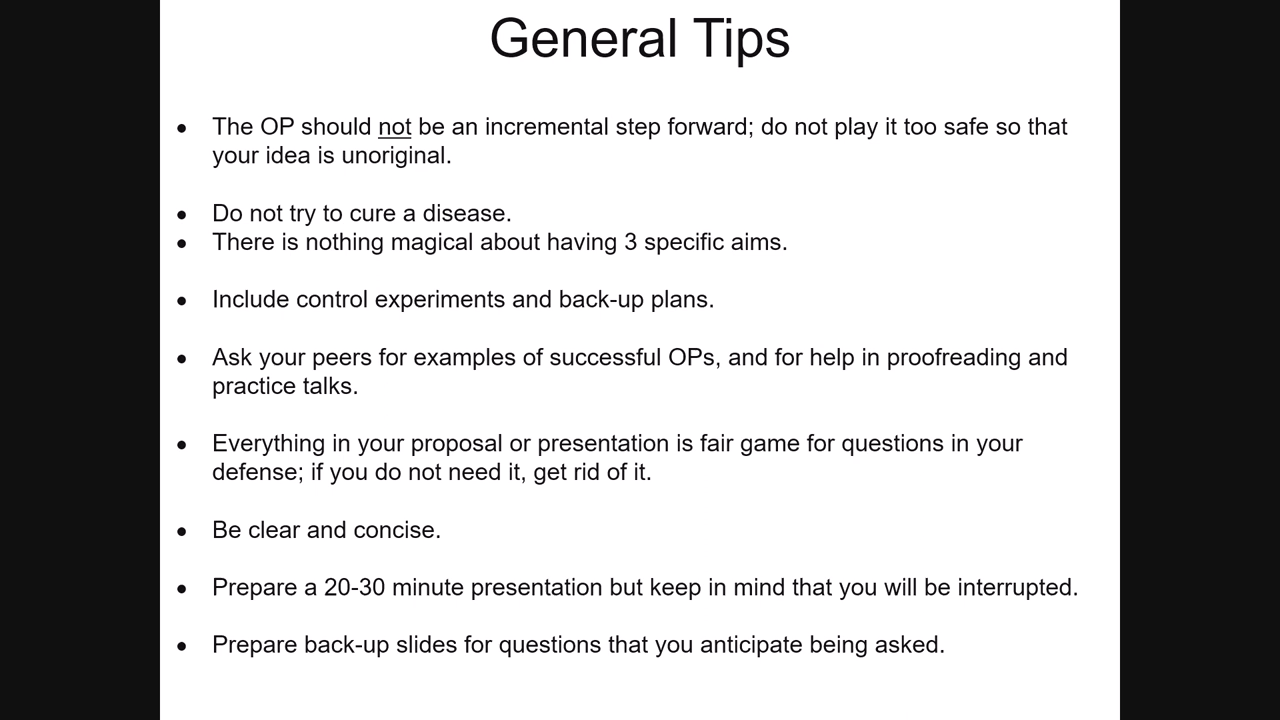 General Tips
● The OP should not be an incremental step forward; do not play it too safe so that
your idea is unoriginal.
● Do not try to cure a disease.
● There is nothing magical about having 3 specific aims.
● Include control experiments and back-up plans.
● Ask your peers for examples of successful OPs, and for help in proofreading and
practice talks.
● Everything in your proposal or presentation is fair game for questions in your
defense; if you do not need it, get rid of it.
● Be clear and concise.
● Prepare a 20-30 minute presentation but keep in mind that you will be interrupted.
● Prepare back-up slides for questions that you anticipate being asked.